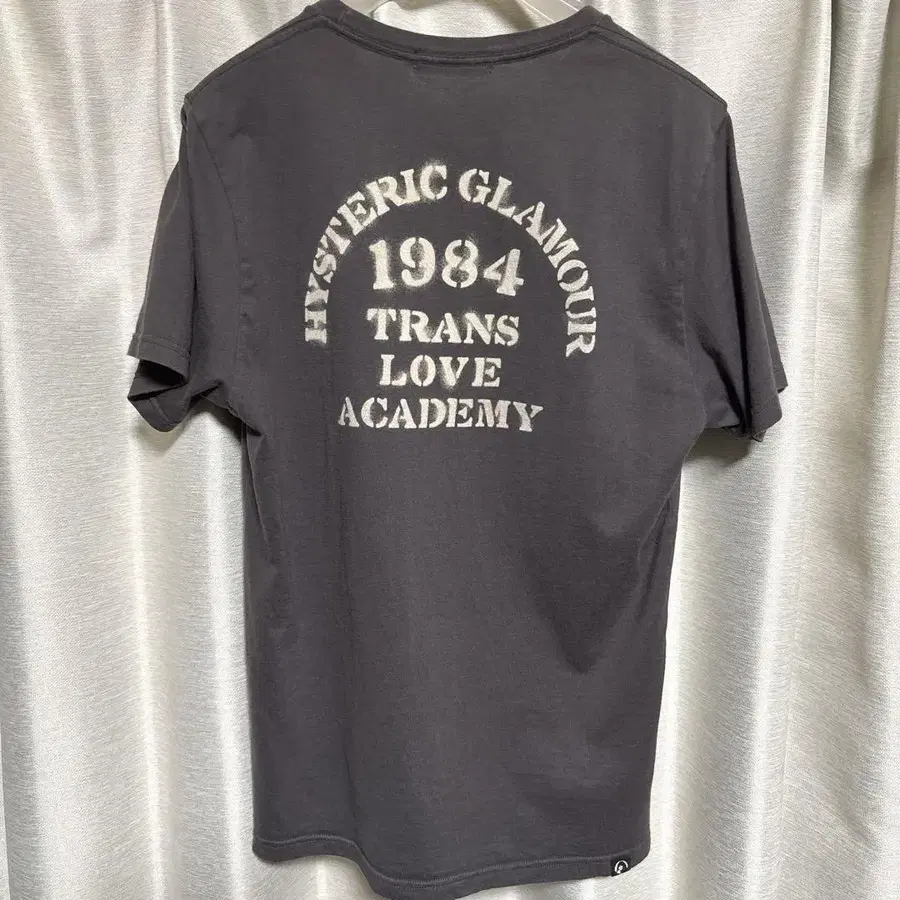 HYSTERIC GLAMOUR
1984
TRANS
LOVE
ACADEMY